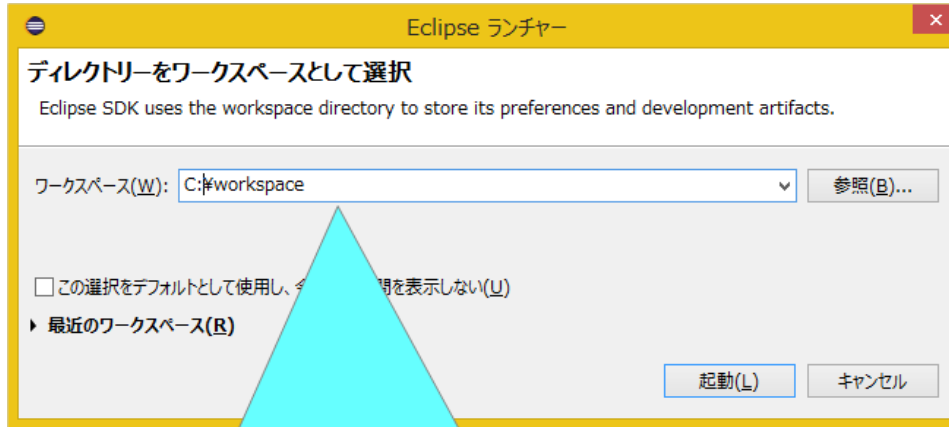 Eclipse ランチャー
ディレクトリーをワークスペースとして選択
Eclipse SDK uses the workspace directory to store its preferences and development artifacts.
ワークスペース(W): C:¥workspace 参照(B)...
この選択をデフォルトとして使用し、 を表示しない(U)
最近のワークスペース(R)
起動(L) キャンセル